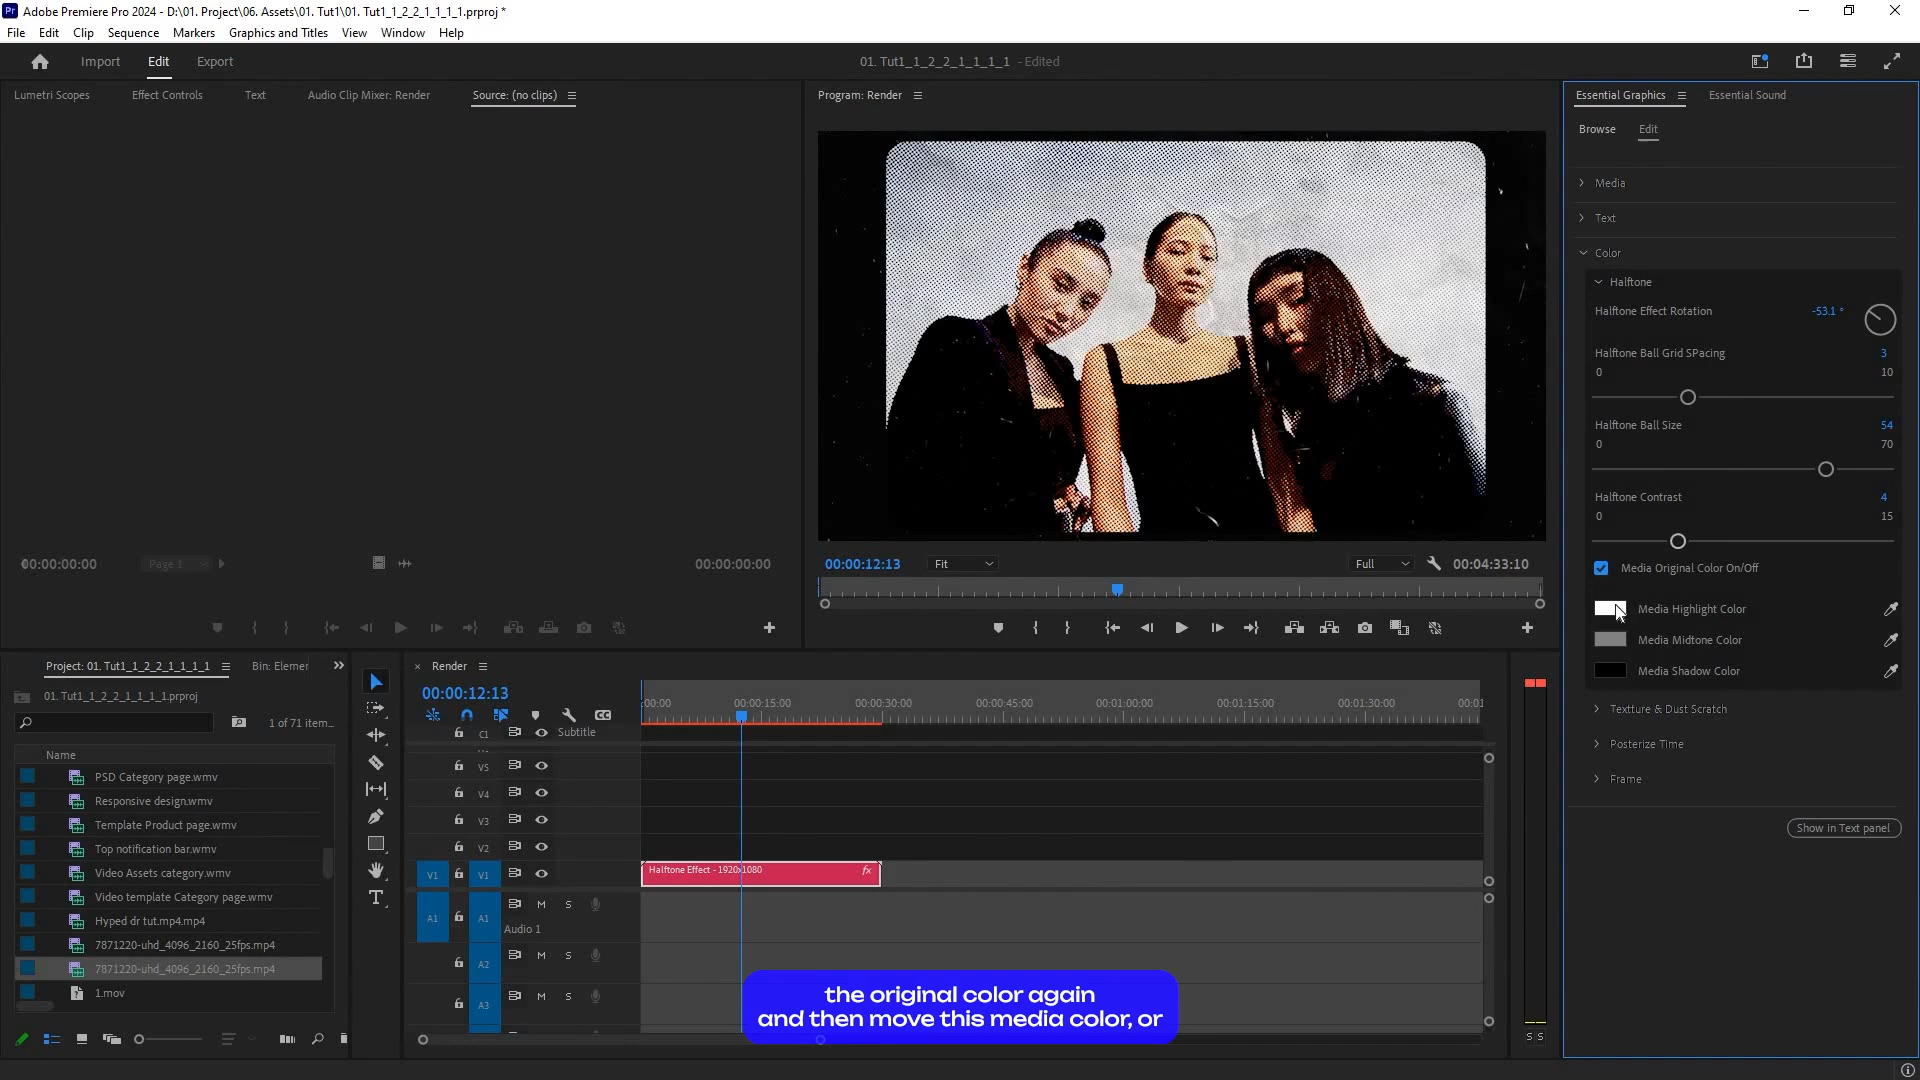 Pr Adobe Premiere Pro 2024 - D:\01. Project\06. Assets\01. Tut1\01. Tut1_1_2_2_1_1_1_1.prproj *
File Edit Clip Sequence Markers Graphics and Titles View Window Help
Import Edit Export
01. Tut1_1_2_2_1_1_1_1 - Edited
Lumetri Scopes Effect Controls Text Audio Clip Mixer: Render Source: (no clips)
Program: Render
Essential Graphics Essential Sound
Browse Edit
Media
Text
Color
Halftone
Halftone Effect Rotation -53.1 °
Halftone Ball Grid SPacing 3
0 10
Halftone Ball Size 54
0 70
Halftone Contrast 4
0 15
Media Original Color On/Off
Media Highlight Color
Media Midtone Color
Media Shadow Color
Textture & Dust Scratch
Posterize Time
Frame
Show in Text panel
00:00:00:00 Page 1 00:00:00:00
00:00:12:13 Fit Full 00:04:33:10
Project: 01. Tut1_1_2_2_1_1_1_1 Bin: Elemer
01. Tut1_1_2_2_1_1_1_1.prproj
1 of 71 item...
Name
PSD Category page.wmv
Responsive design.wmv
Template Product page.wmv
Top notification bar.wmv
Video Assets category.wmv
Video template Category page.wmv
Hyped dr tut.mp4.mp4
7871220-uhd_4096_2160_25fps.mp4
7871220-uhd_4096_2160_25fps.mp4
1.mov
T
× Render
00:00:12:13
:00:00 00:00:15:00 00:00:30:00 00:00:45:00 00:01:00:00 00:01:15:00 00:01:30:00 00:01
CC
C1 Subtitle
V5
V4
V3
V2
V1 V1 Halftone Effect - 1920x1080 fx
A1 A1 M S
Audio 1
A2 M S
A3 M S
S S
the original color again
and then move this media color, or